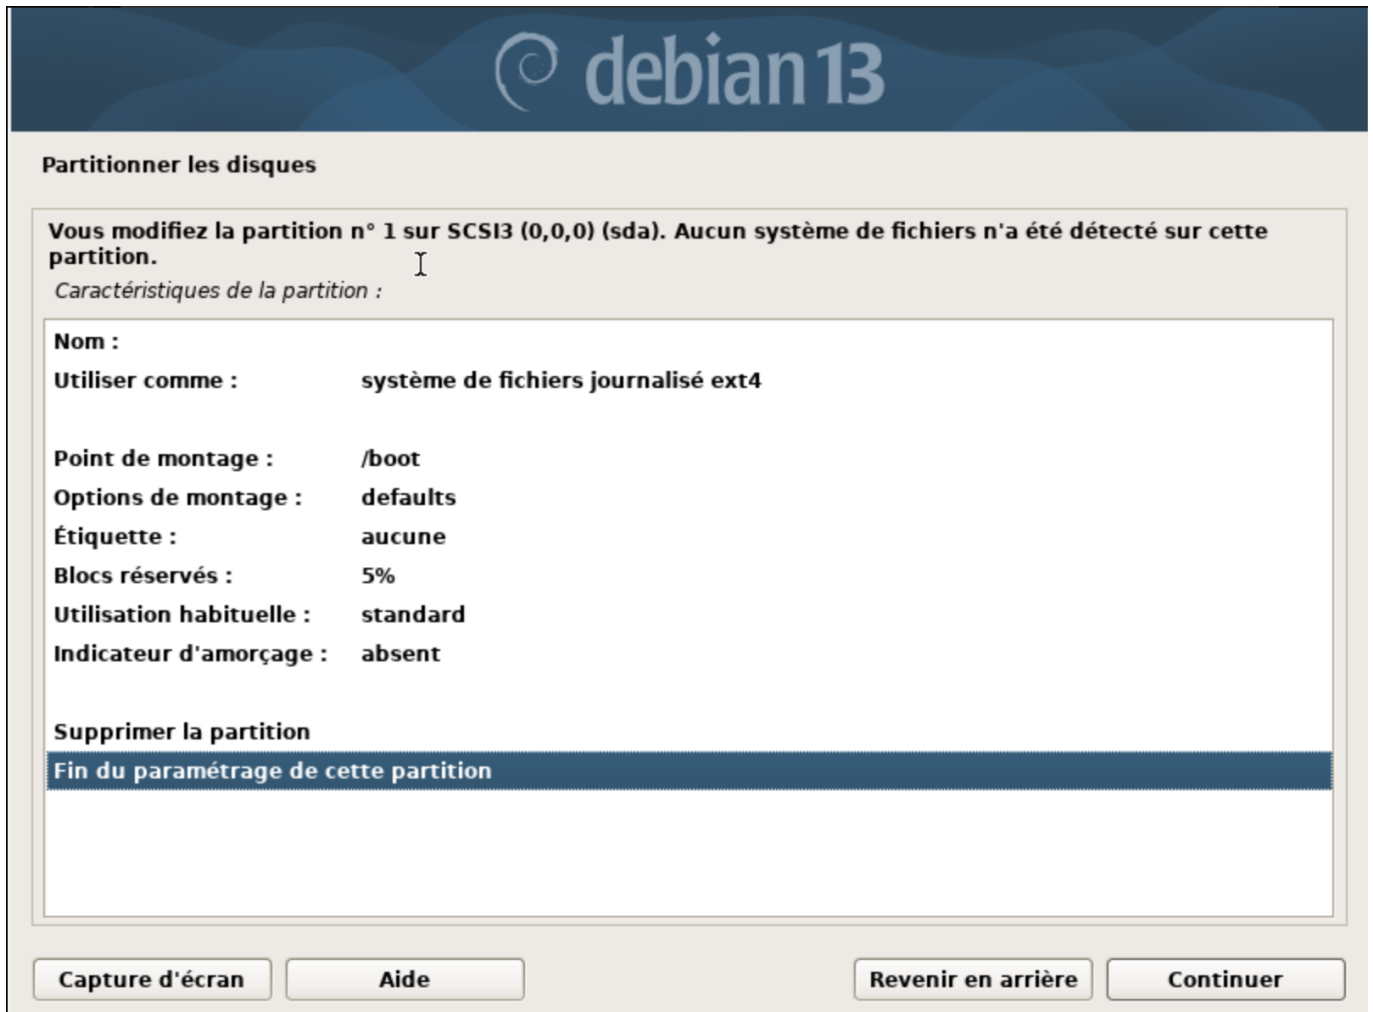 debian 13
Partitionner les disques
Vous modifiez la partition n° 1 sur SCSI3 (0,0,0) (sda). Aucun système de fichiers n'a été détecté sur cette
partition.
Caractéristiques de la partition :
Nom :
Utiliser comme : système de fichiers journalisé ext4
Point de montage : /boot
Options de montage : defaults
Étiquette : aucune
Blocs réservés : 5%
Utilisation habituelle : standard
Indicateur d'amorçage : absent
Supprimer la partition
Fin du paramétrage de cette partition
Capture d'écran Aide Revenir en arrière Continuer